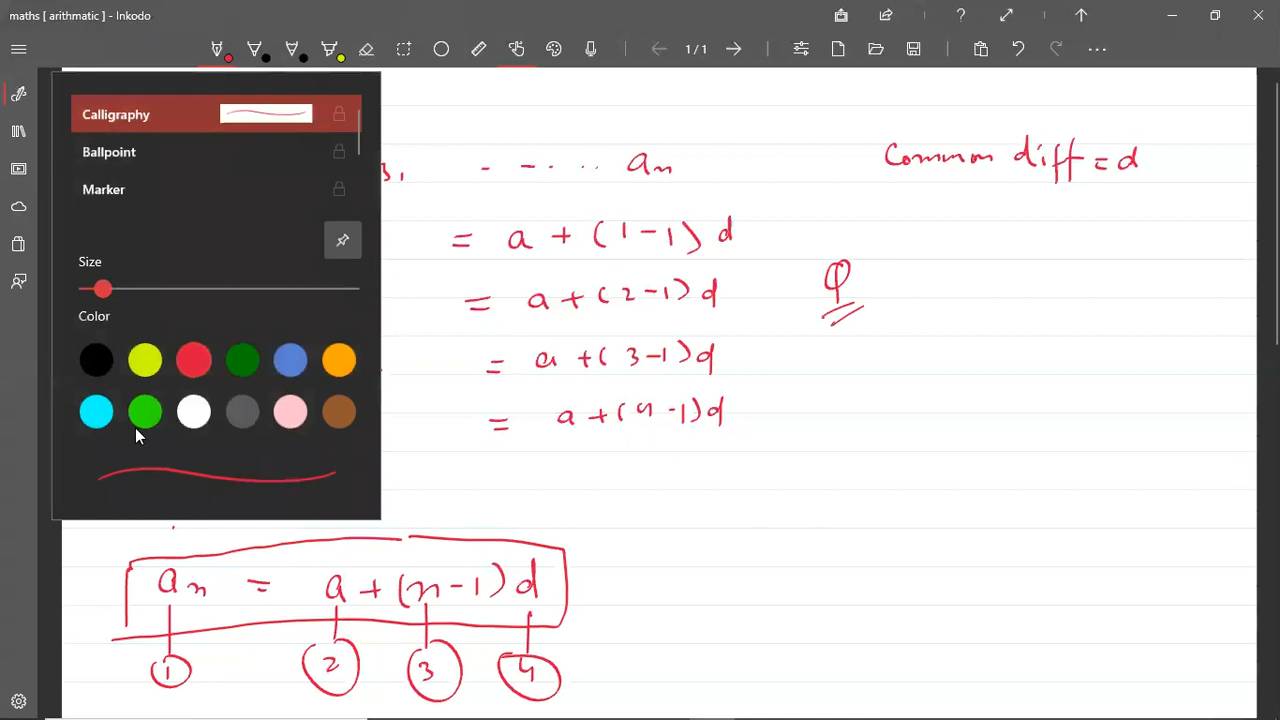 maths [ arithmatic ] - Inkodo
1/1
Calligraphy
Ballpoint
Marker
Size
Color
3, - - . . . an
Common diff = d
= a + (1-1) d
= a + (2-1) d
φ
= a + (3-1) d
= a + (4-1) d
an = a + (n-1) d
1 2 3 4